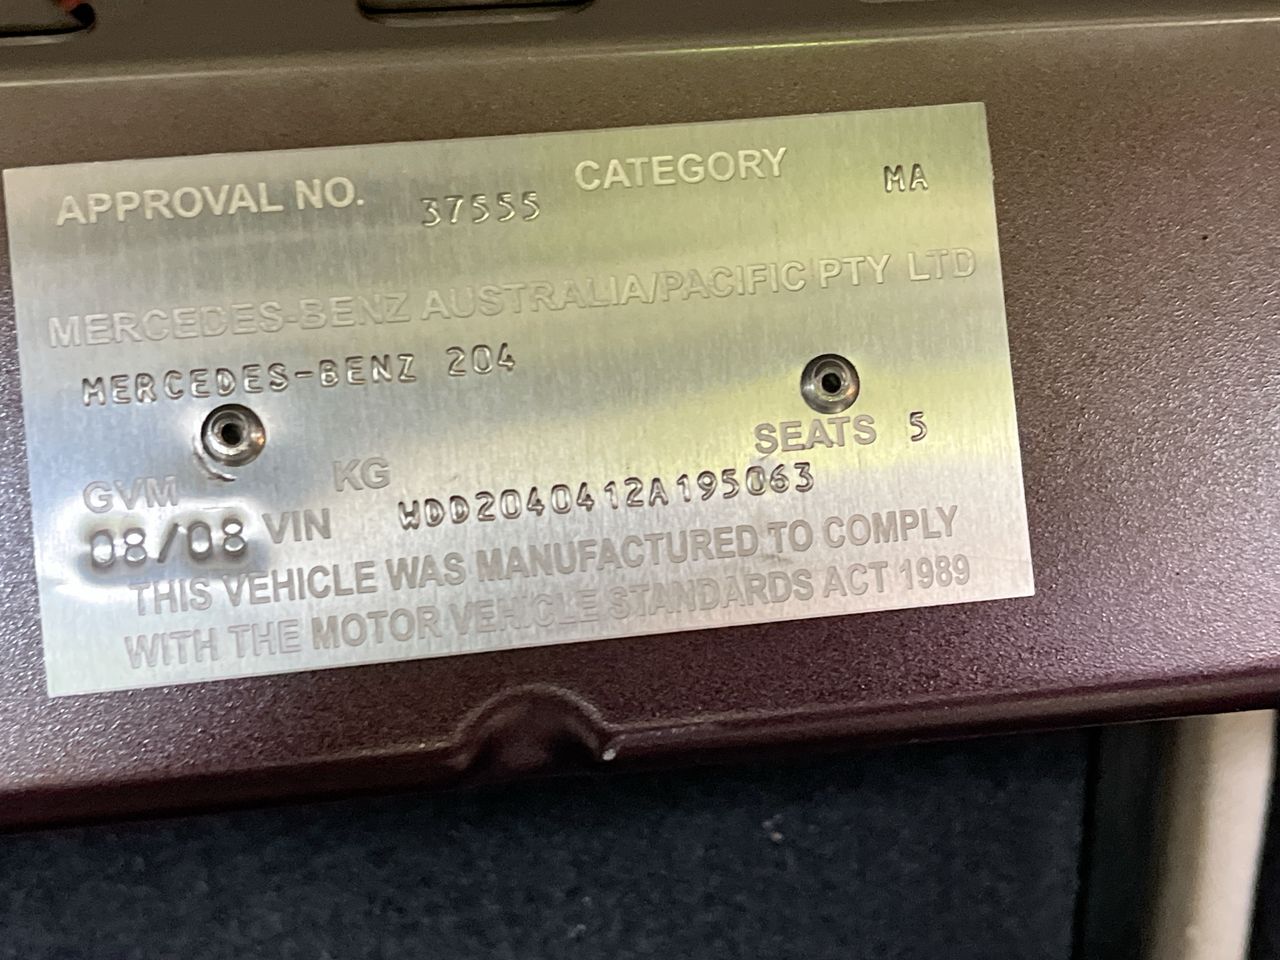 APPROVAL NO. 37555 CATEGORY MA
MERCEDES-BENZ AUSTRALIA/PACIFIC PTY LTD
MERCEDES-BENZ 204
SEATS 5
GVM KG
08/08 VIN WDD2040412A195063
THIS VEHICLE WAS MANUFACTURED TO COMPLY
WITH THE MOTOR VEHICLE STANDARDS ACT 1989